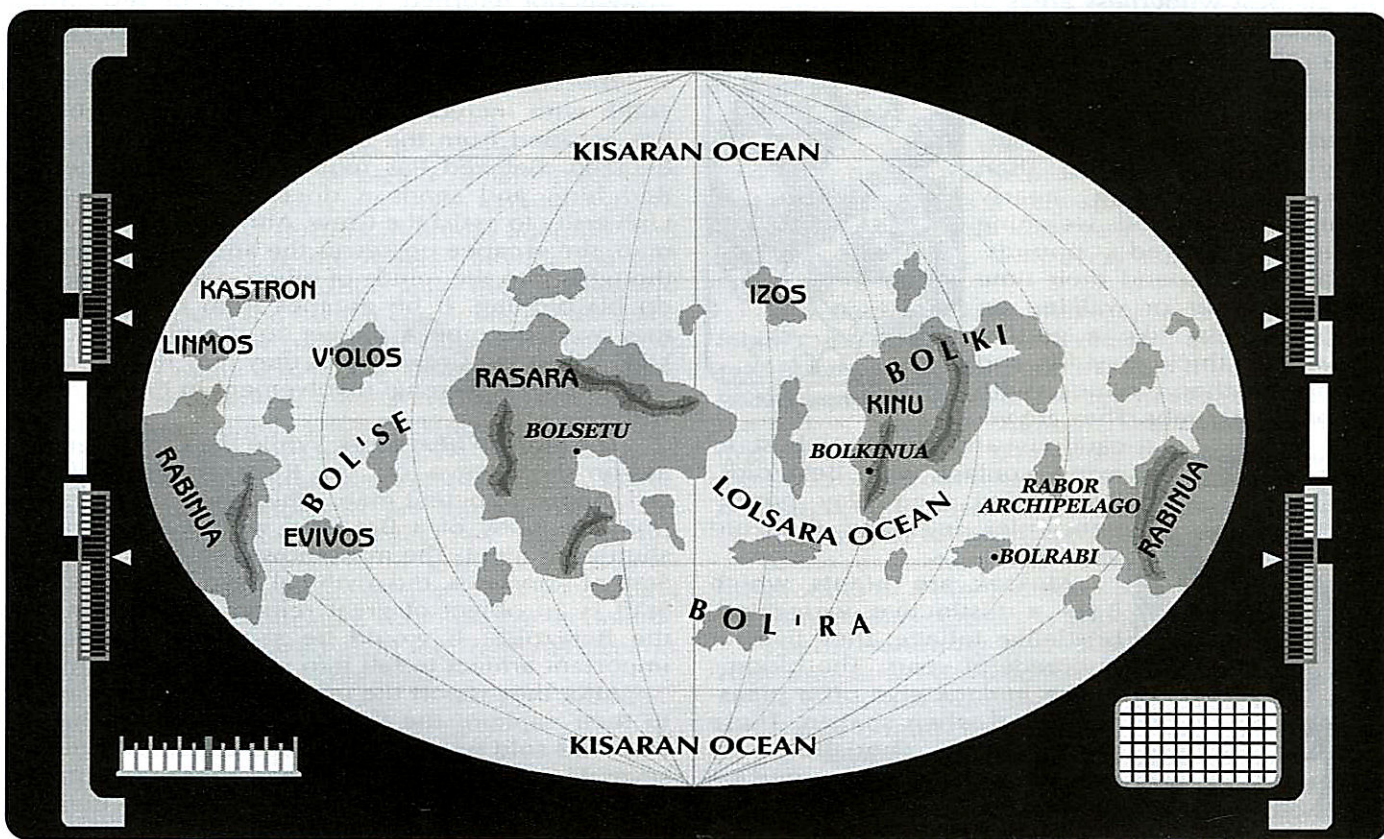 KISARAN OCEAN
KASTRON
IZOS
LINMOS
V'OLOS
BOL'KI
RASARA
KINU
BOL'SE
BOLSETU
BOLKINUA
RABINUA
LOLSARA OCEAN
RABOR
ARCHIPELAGO
RABINUA
EVIVOS
•BOLRABI
BOL'RA
KISARAN OCEAN